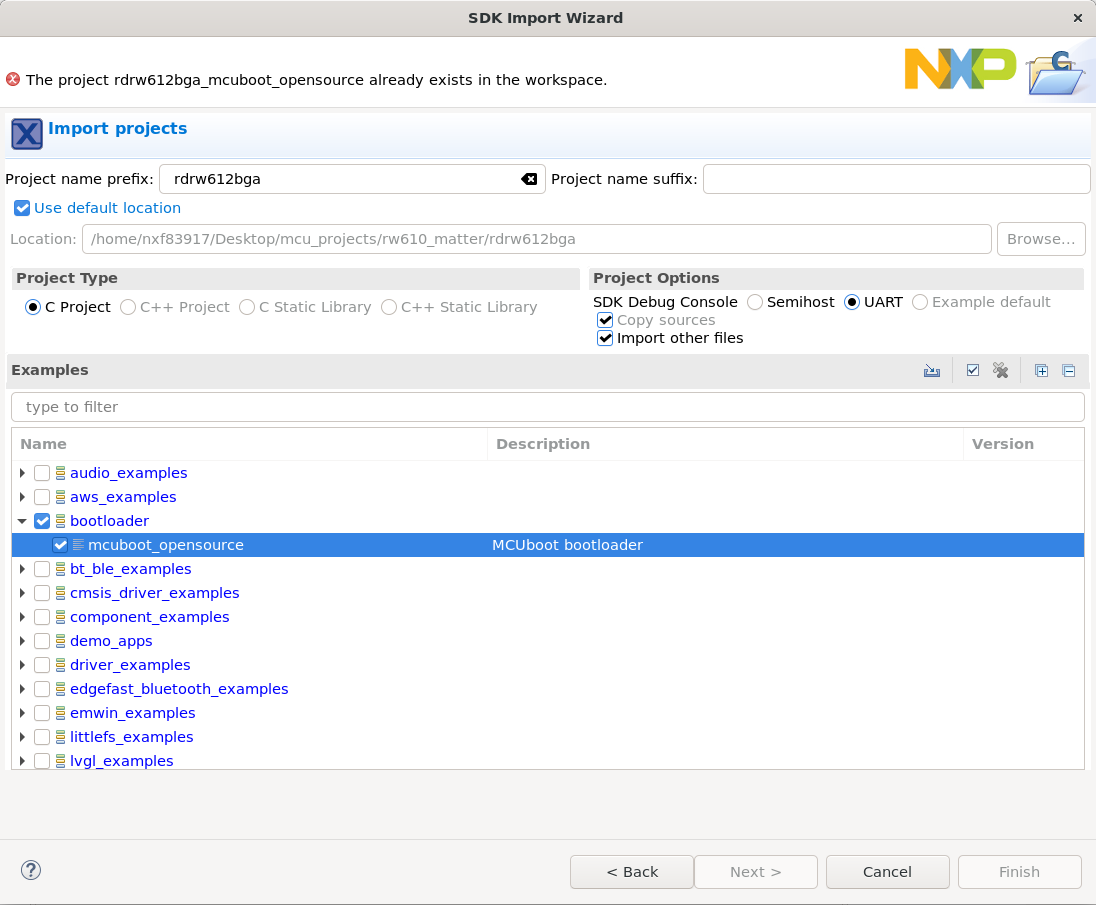 SDK Import Wizard
The project rdrw612bga_mcuboot_opensource already exists in the workspace.
NXP
C
Import projects
Project name prefix: rdrw612bga Project name suffix:
Use default location
Location: /home/nxf83917/Desktop/mcu_projects/rw610_matter/rdrw612bga Browse...
Project Type Project Options
C Project C++ Project C Static Library C++ Static Library SDK Debug Console Semihost UART Example default
Copy sources
Import other files
Examples
type to filter
Name Description Version
audio_examples
aws_examples
bootloader
mcuboot_opensource MCUboot bootloader
bt_ble_examples
cmsis_driver_examples
component_examples
demo_apps
driver_examples
edgefast_bluetooth_examples
emwin_examples
littlefs_examples
lvgl_examples
? < Back Next > Cancel Finish